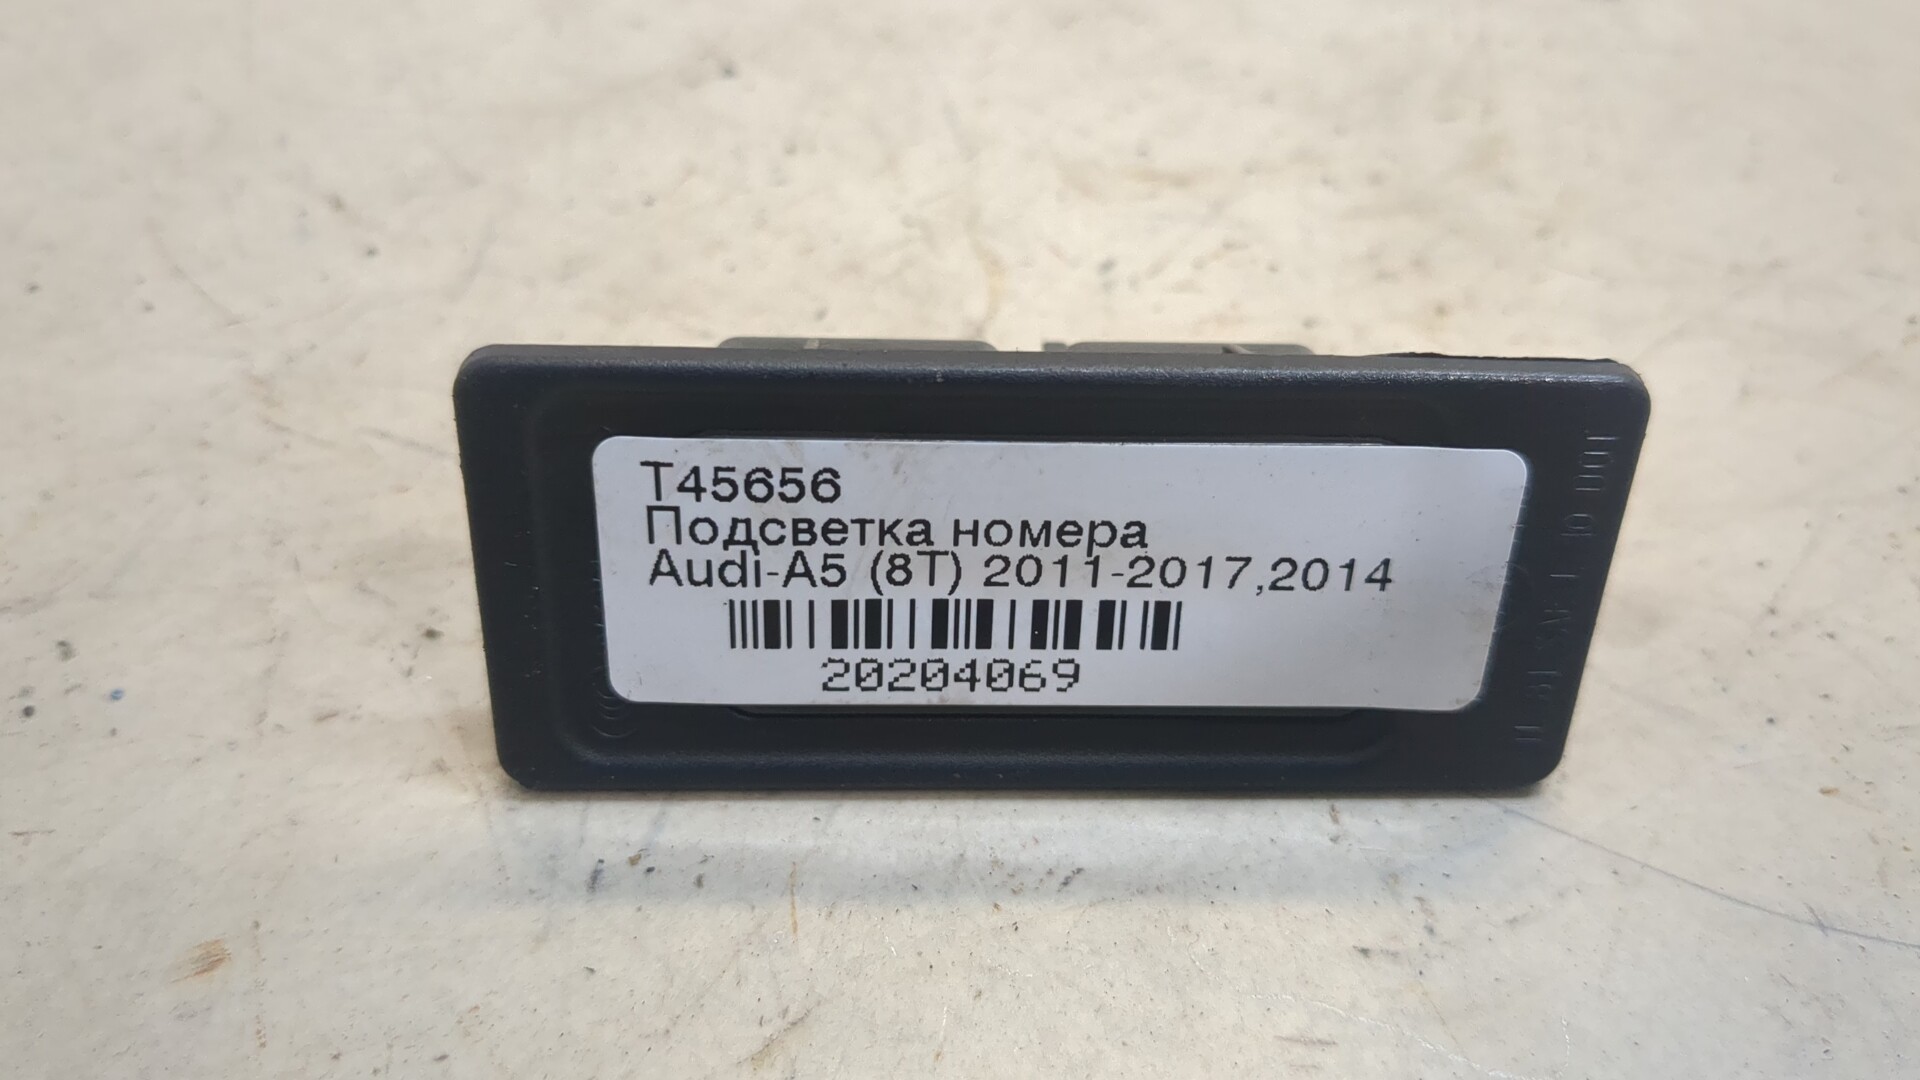 T45656
Подсветка номера
Audi-A5 (8T) 2011-2017,2014
20204069